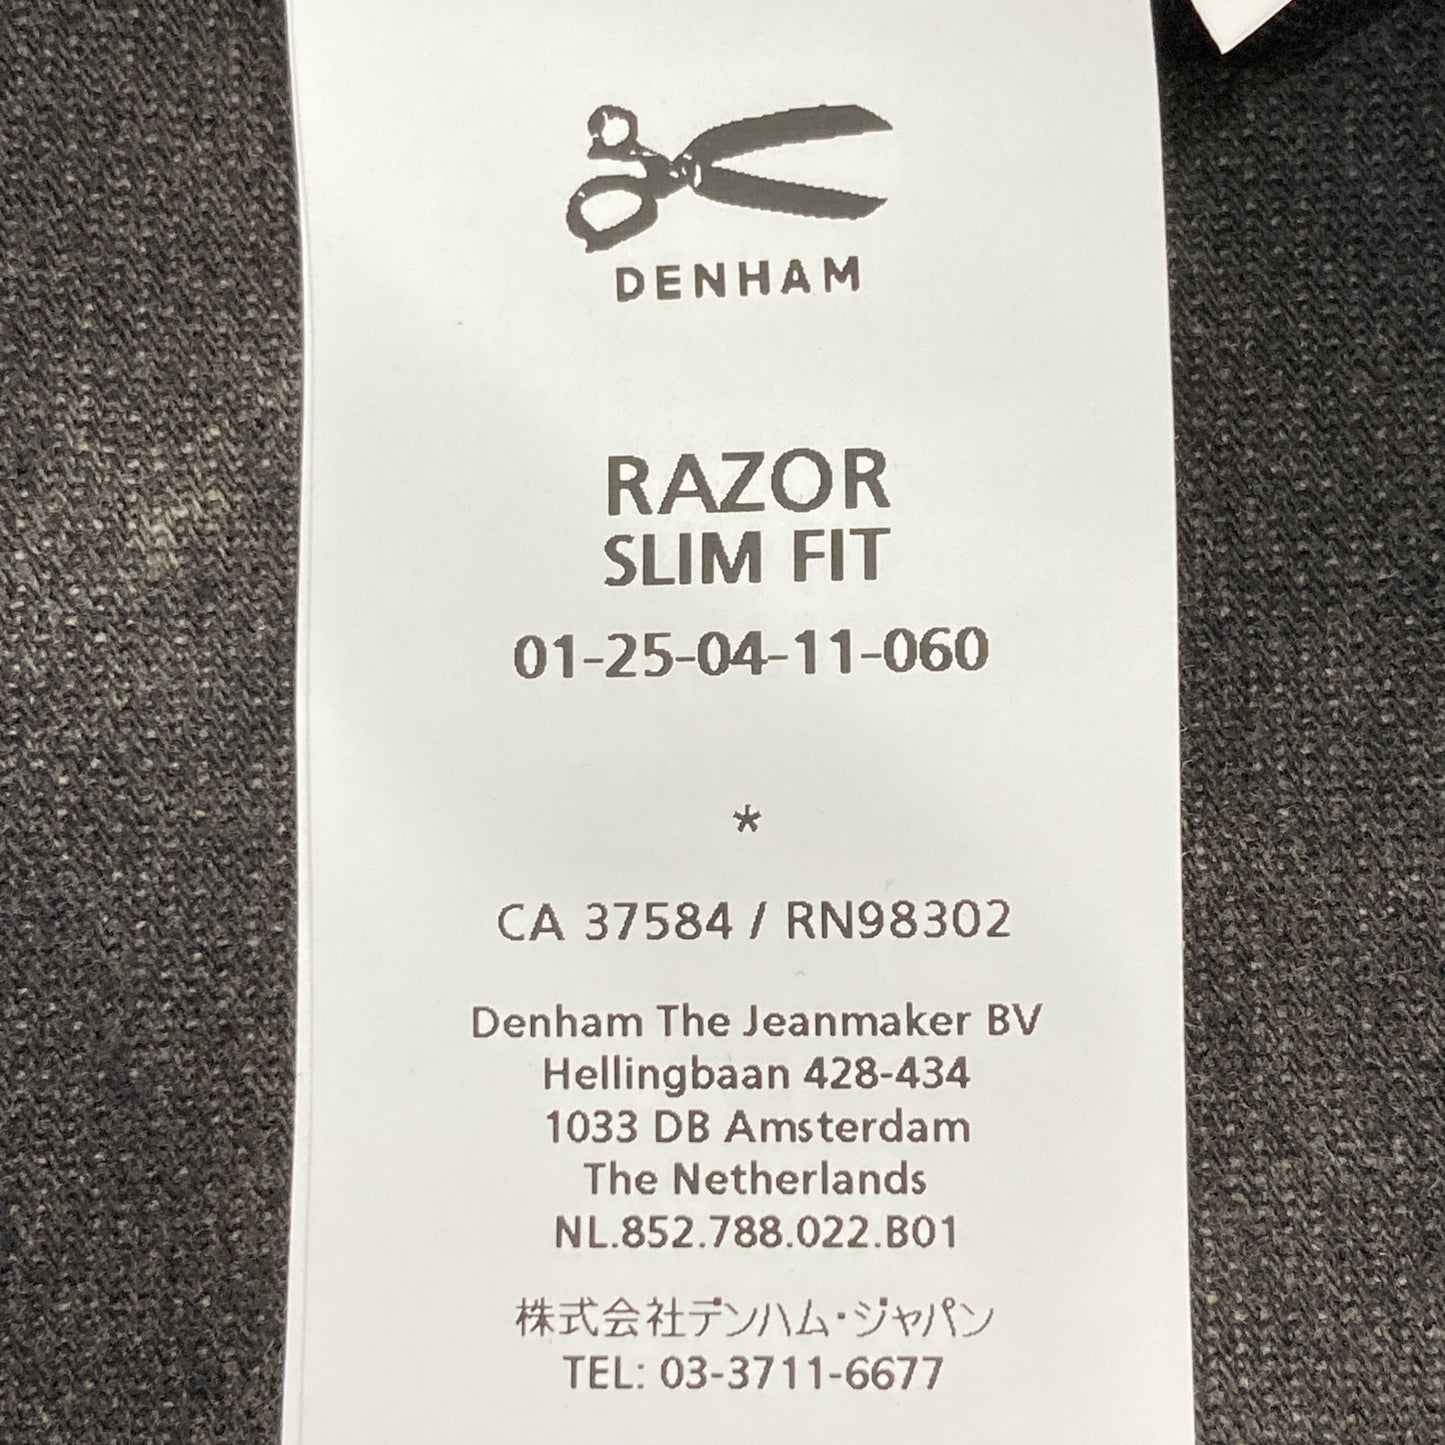 DENHAM
RAZOR
SLIM FIT
01-25-04-11-060
*
CA 37584 / RN98302
Denham The Jeanmaker BV
Hellingbaan 428-434
1033 DB Amsterdam
The Netherlands
NL.852.788.022.B01
株式会社デンハム・ジャパン
TEL: 03-3711-6677